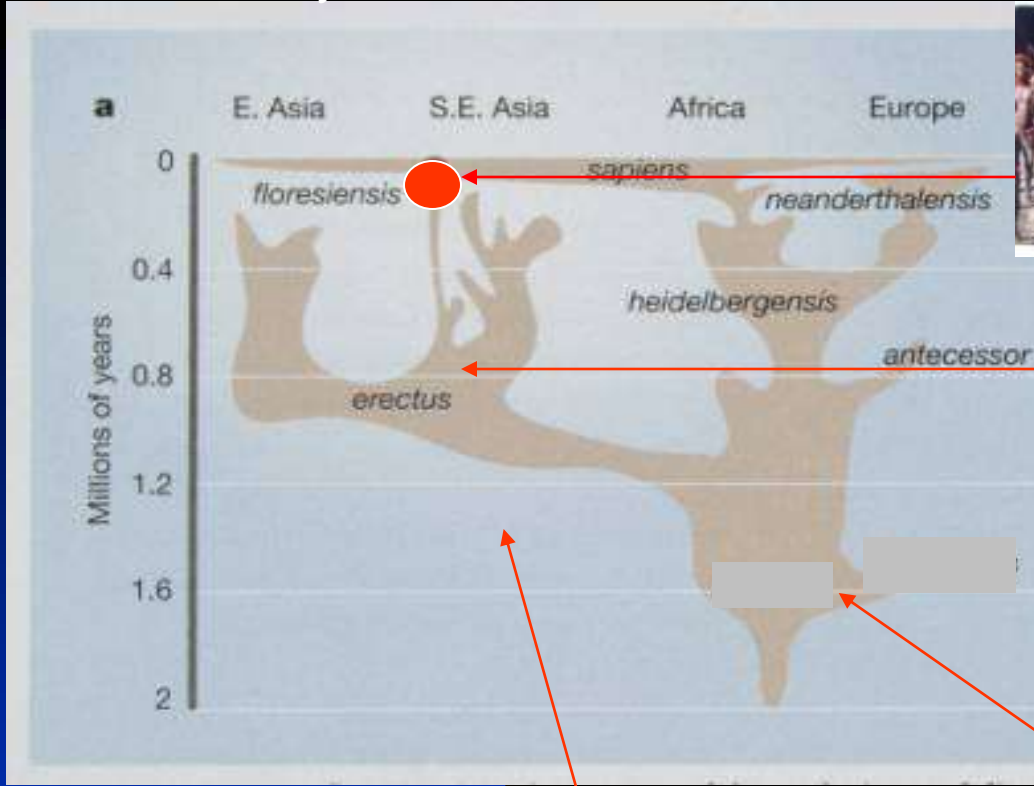 a
E. Asia S.E. Asia Africa Europe
0
sapiens
floresiensis
neanderthalensis
0.4
heidelbergensis
antecessor
0.8
erectus
1.2
1.6
2
Millions of years